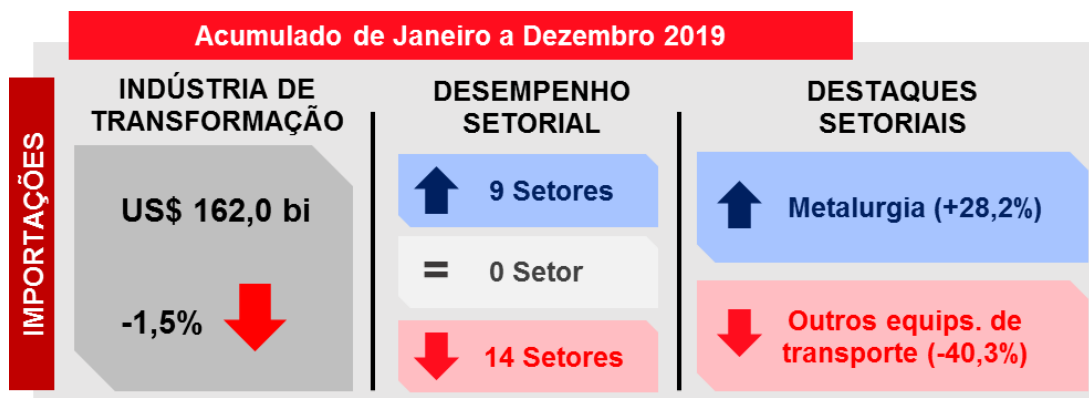 Acumulado de Janeiro a Dezembro 2019
IMPORTAÇÕES
INDÚSTRIA DE
TRANSFORMAÇÃO
US$ 162,0 bi
-1,5%
DESEMPENHO
SETORIAL
9 Setores
= 0 Setor
14 Setores
DESTAQUES
SETORIAIS
Metalurgia (+28,2%)
Outros equips. de
transporte (-40,3%)